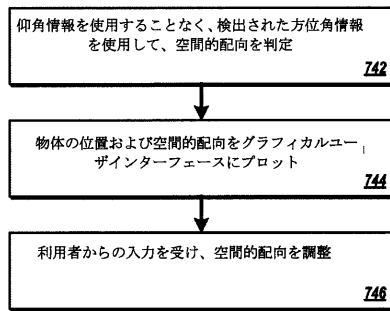 仰角情報を使用することなく、検出された方位角情報
を使用して、空間的配向を判定
742
物体の位置および空間的配向をグラフィカルユー
ザインターフェースにプロット
744
利用者からの入力を受け、空間的配向を調整
746